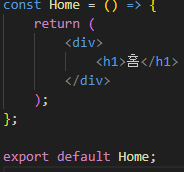 const Home = () => {
    return (
        <div>
            <h1>홈</h1>
        </div>
    );
};

export default Home;